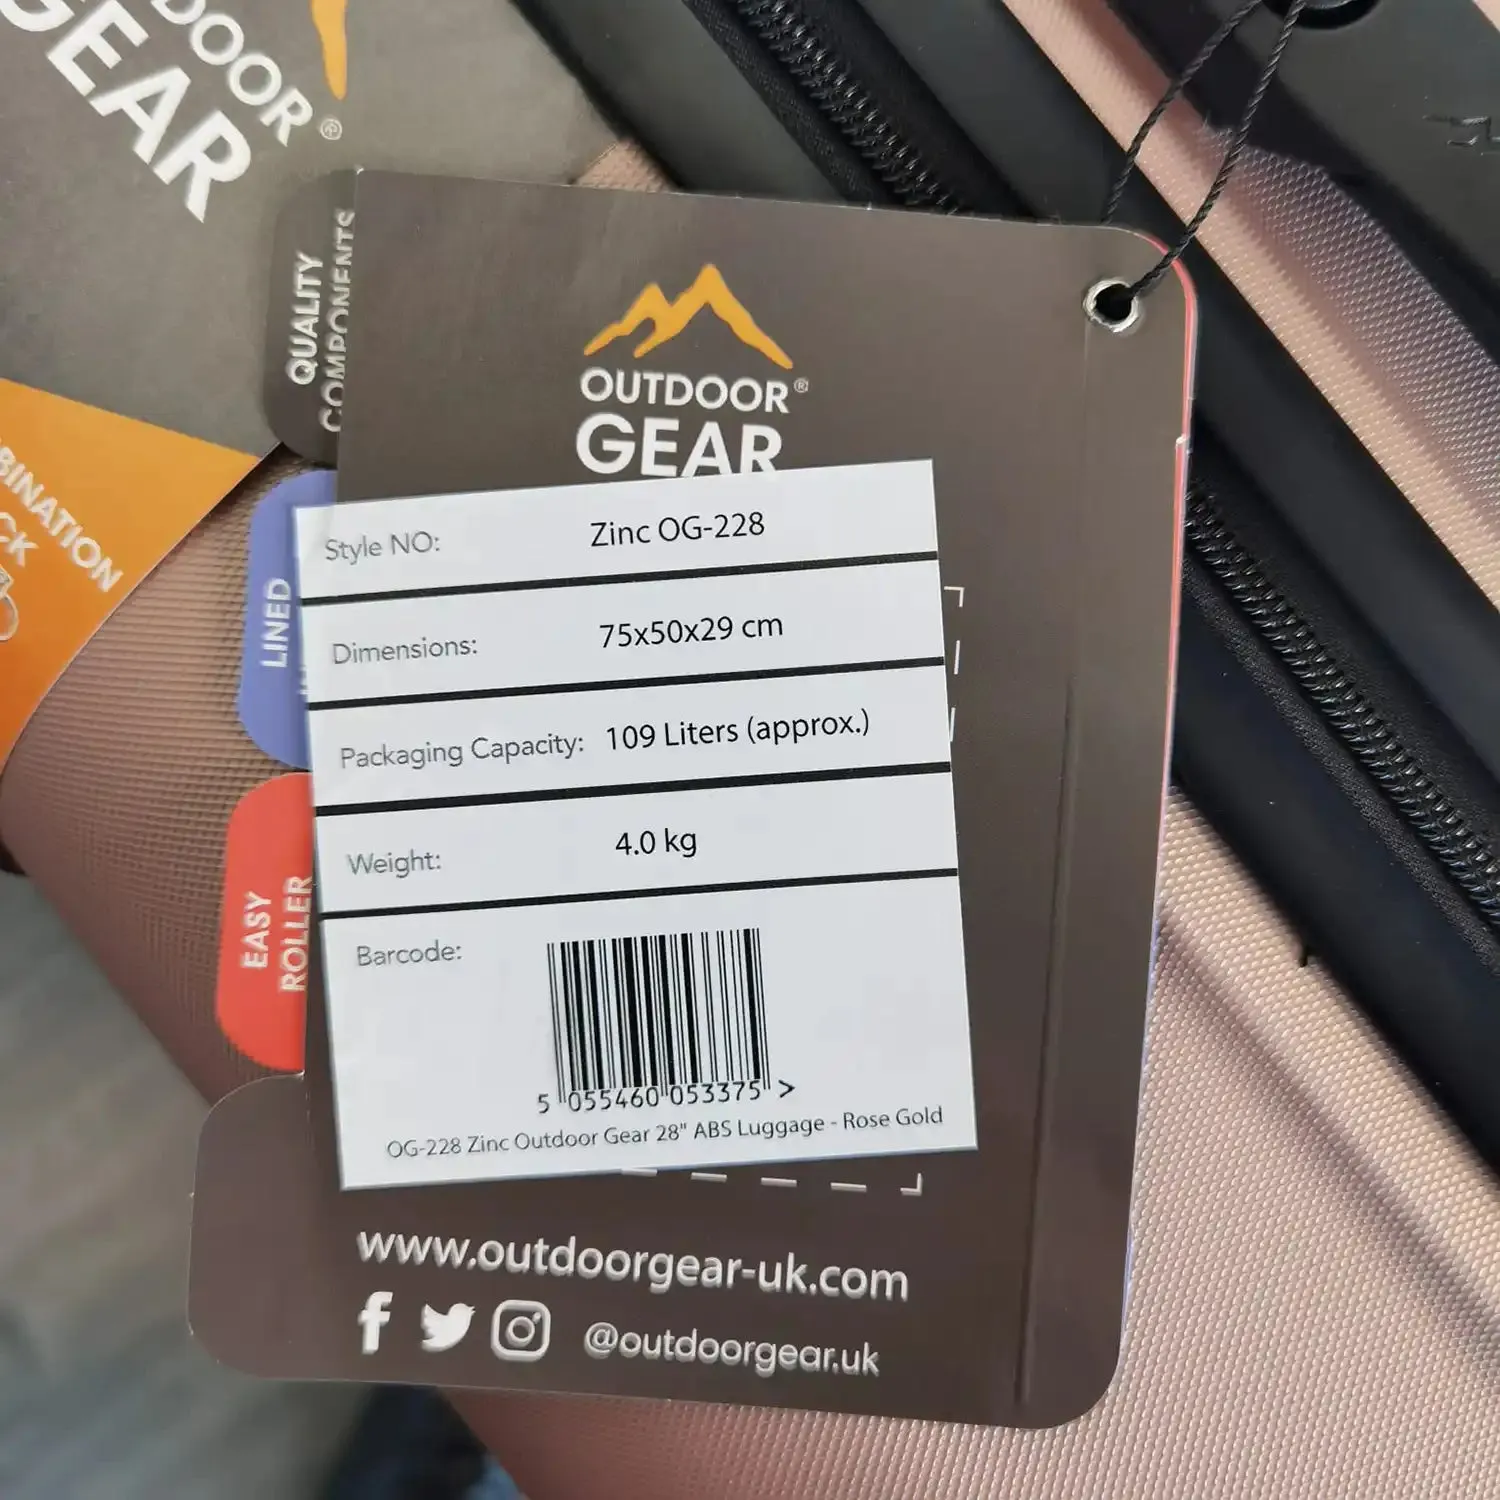 OUTDOOR®
GEAR
QUALITY
COMPONENTS
OUTDOOR®
GEAR
LINED
EASY
ROLLER
Style NO: Zinc OG-228
Dimensions: 75x50x29 cm
Packaging Capacity: 109 Liters (approx.)
Weight: 4.0 kg
Barcode:
5 055460 053375 >
OG-228 Zinc Outdoor Gear 28" ABS Luggage - Rose Gold
www.outdoorgear-uk.com
@outdoorgear.uk